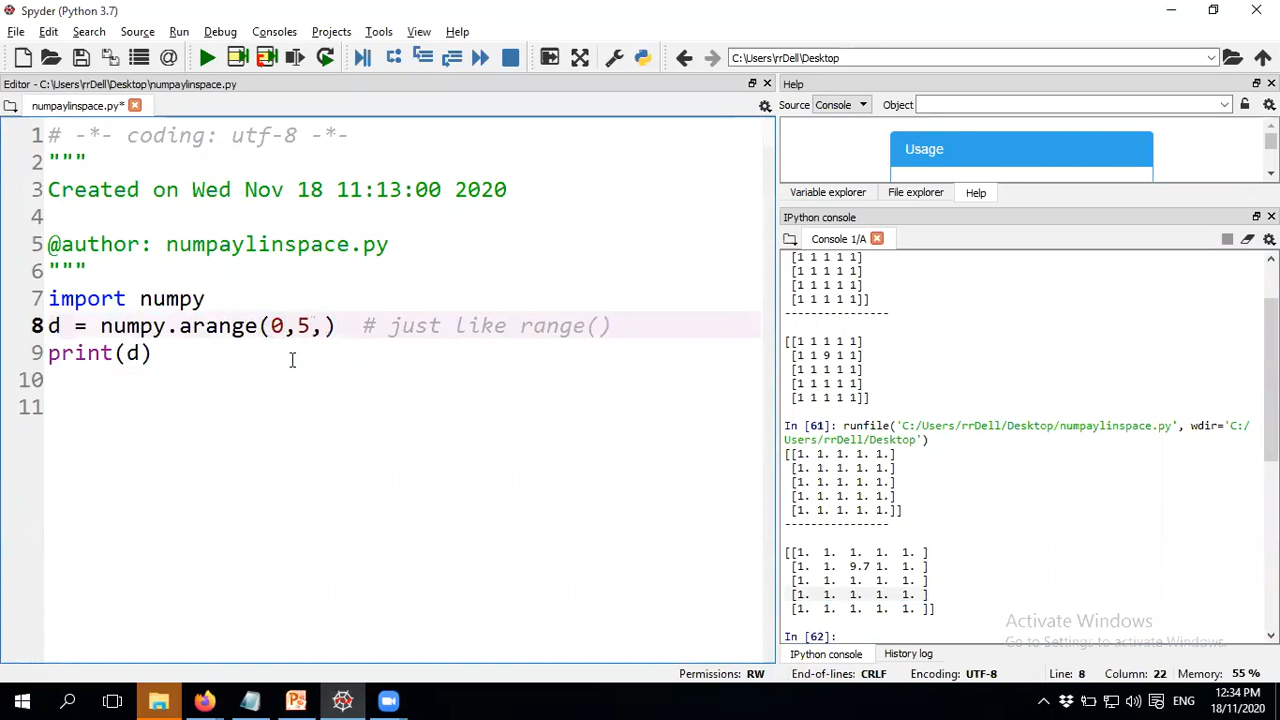 Spyder (Python 3.7)
File Edit Search Source Run Debug Consoles Projects Tools View Help
C:\Users\rrDell\Desktop
Editor - C:\Users\rrDell\Desktop\numpaylinspace.py
numpaylinspace.py*
1 # -*- coding: utf-8 -*-
2 """
3 Created on Wed Nov 18 11:13:00 2020
4
5 @author: numpaylinspace.py
6 """
7 import numpy
8 d = numpy.arange(0,5,)  # just like range()
9 print(d)
10
11
Help
Source Console Object
Usage
Variable explorer File explorer Help
IPython console
Console 1/A
[1 1 1 1 1]
[1 1 1 1 1]
[1 1 1 1 1]
[1 1 1 1 1]]
----------------
[[1 1 1 1 1]
[1 1 9 1 1]
[1 1 1 1 1]
[1 1 1 1 1]
[1 1 1 1 1]]
In [61]: runfile('C:/Users/rrDell/Desktop/numpaylinspace.py', wdir='C:/
Users/rrDell/Desktop')
[[1. 1. 1. 1. 1.]
[1. 1. 1. 1. 1.]
[1. 1. 1. 1. 1.]
[1. 1. 1. 1. 1.]
[1. 1. 1. 1. 1.]]
----------------
[[1.  1.  1.  1.  1. ]
[1.  1.  9.7 1.  1. ]
[1.  1.  1.  1.  1. ]
[1.  1.  1.  1.  1. ]
[1.  1.  1.  1.  1. ]]
In [62]:
Activate Windows
Go to Settings to activate Windows.
IPython console History log
Permissions: RW End-of-lines: CRLF Encoding: UTF-8 Line: 8 Column: 22 Memory: 55 %
ENG
12:34 PM
18/11/2020